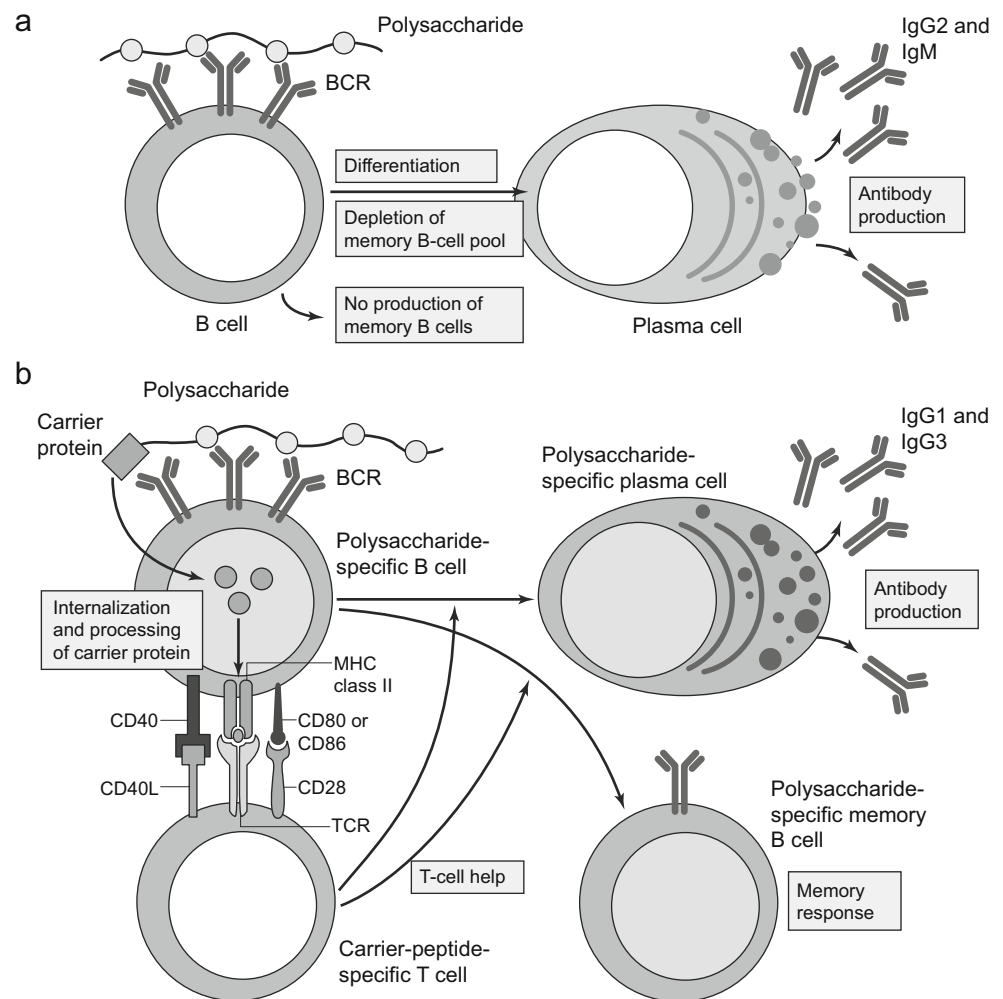 a
Polysaccharide
BCR
IgG2 and
IgM
Differentiation
Depletion of
memory B-cell pool
Antibody
production
No production of
memory B cells
B cell
Plasma cell
b
Polysaccharide
Carrier
protein
BCR
IgG1 and
IgG3
Polysaccharide-
specific plasma cell
Polysaccharide-
specific B cell
Internalization
and processing
of carrier protein
Antibody
production
MHC
class II
CD40
CD80 or
CD86
CD40L
CD28
TCR
Polysaccharide-
specific memory
B cell
T-cell help
Memory
response
Carrier-peptide-
specific T cell